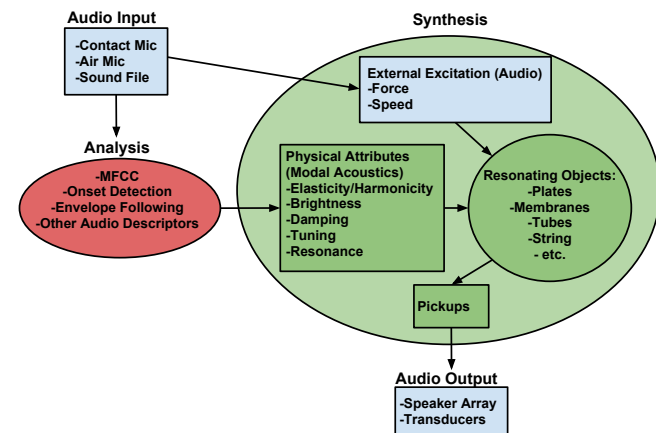 Audio Input
-Contact Mic
-Air Mic
-Sound File
Analysis
-MFCC
-Onset Detection
-Envelope Following
-Other Audio Descriptors
Synthesis
External Excitation (Audio)
-Force
-Speed
Physical Attributes
(Modal Acoustics)
-Elasticity/Harmonicity
-Brightness
-Damping
-Tuning
-Resonance
Resonating Objects:
-Plates
-Membranes
-Tubes
-String
- etc.
Pickups
Audio Output
-Speaker Array
-Transducers